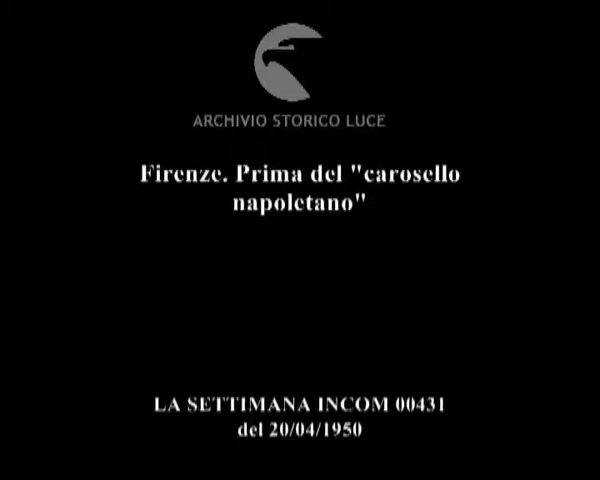 ARCHIVIO STORICO LUCE
Firenze. Prima del "carosello
napoletano"
LA SETTIMANA INCOM 00431
del 20/04/1950